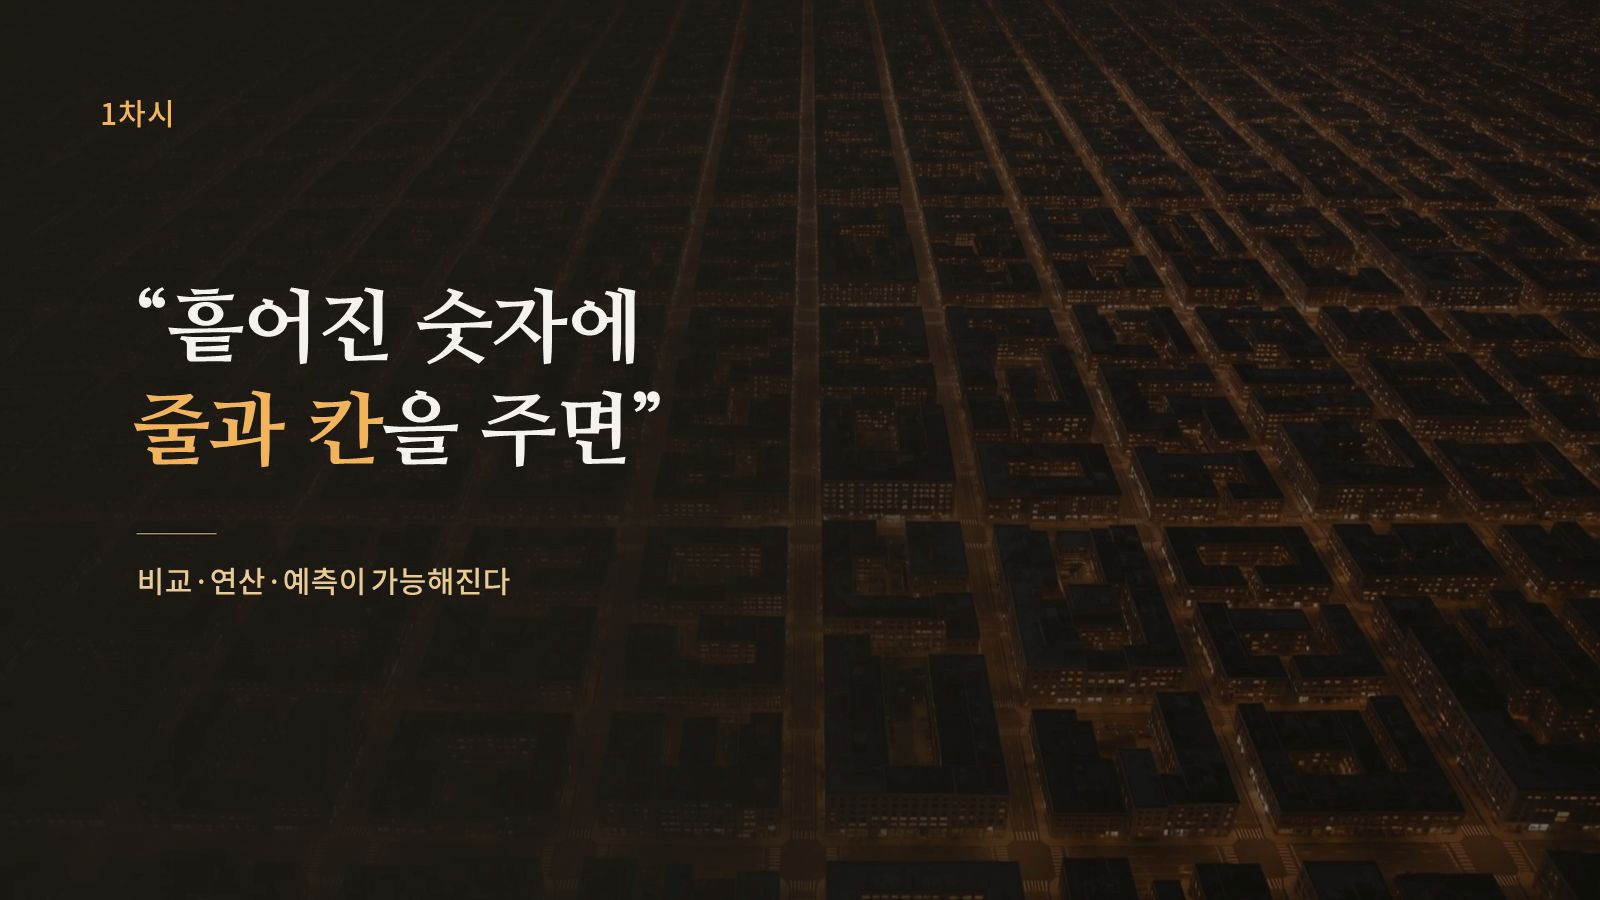 1차시
“흩어진 숫자에
줄과 칸을 주면”
비교·연산·예측이 가능해진다